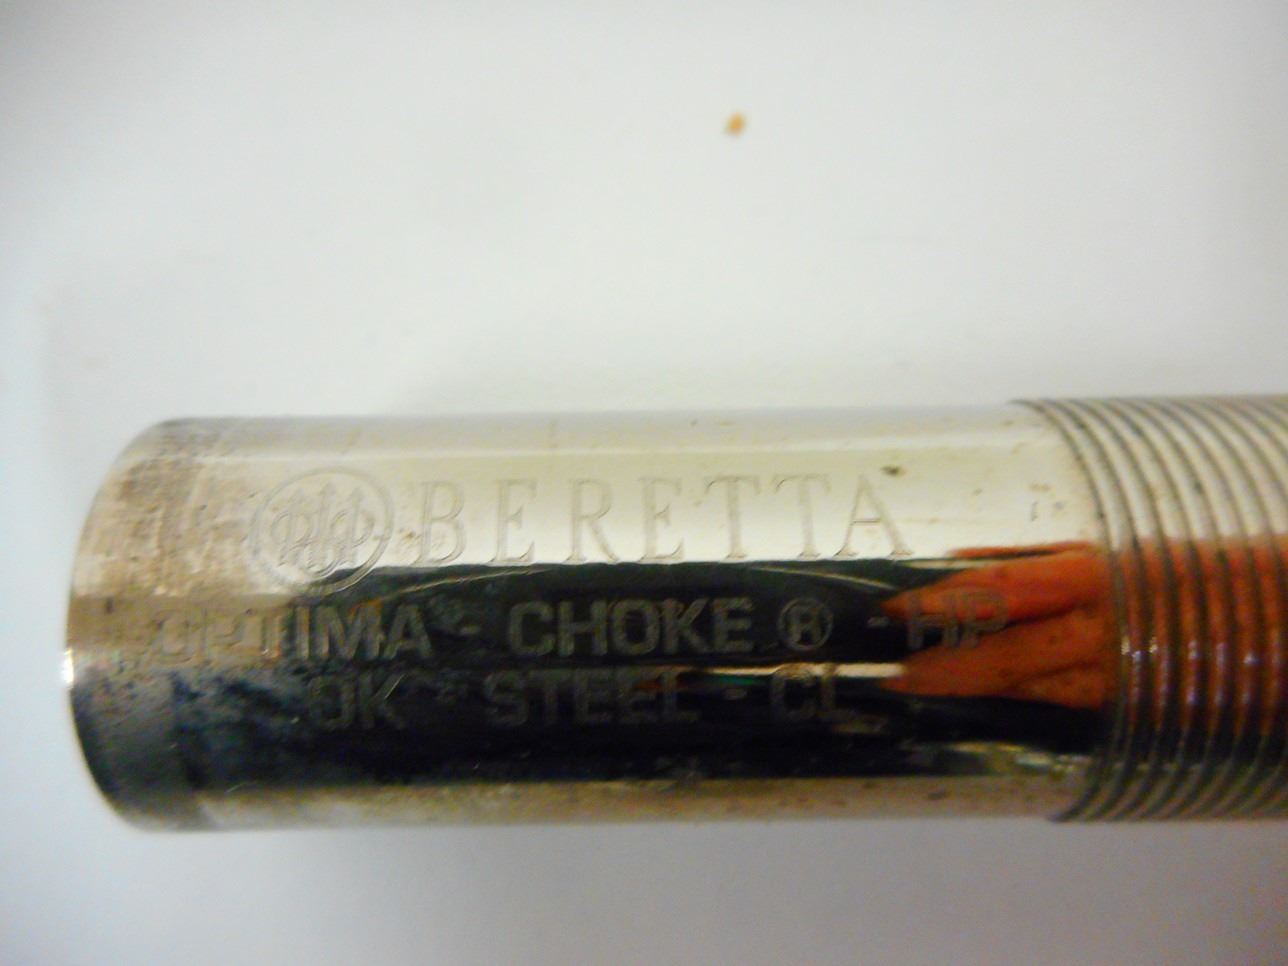 BERETTA
OPTIMA - CHOKE ® - HP
OK - STEEL - CL